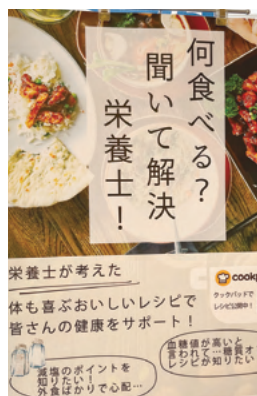 何食べる？
聞いて解決
栄養士！
栄養士が考えた
体も喜ぶおいしいレシピで
皆さんの健康をサポート！
cookp
クックパッドで
レシピ公開中！
減塩のポイントを
知りたい！
外食ばかりで心配…
血糖値が高いと
言われて…糖質オ
レシピが知りたい